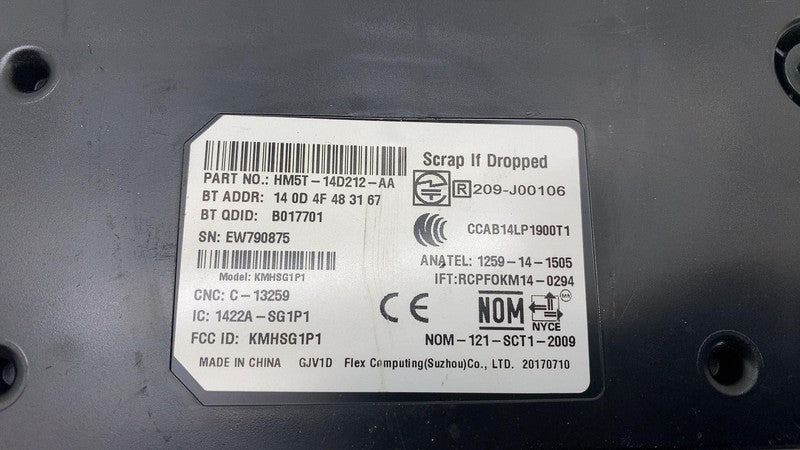 PART NO.: HM5T-14D212-AA
BT ADDR: 14 0D 4F 48 31 67
BT QDID: B017701
SN: EW790875
Model: KMHSG1P1
CNC: C-13259
IC: 1422A-SG1P1
FCC ID: KMHSG1P1
Scrap If Dropped
R 209-J00106
CCAB14LP1900T1
ANATEL: 1259-14-1505
IFT:RCPFOKM14-0294
CE NOM NYCE MR
NOM-121-SCT1-2009
MADE IN CHINA GJV1D Flex Computing(Suzhou)Co., LTD. 20170710